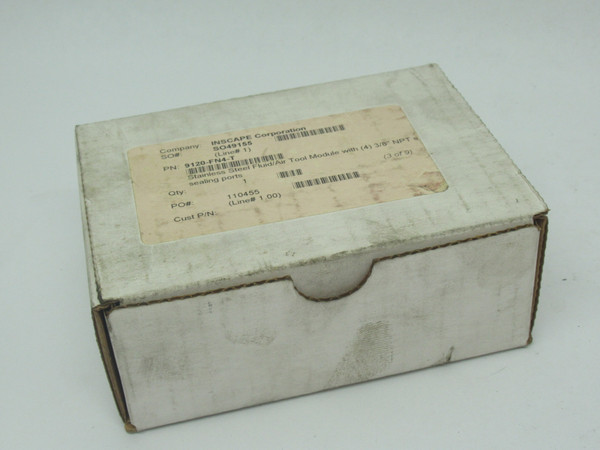 Company: INSCAPE Corporation
SO#: SO49155
(Line# 1)
PN: 9120-FN4-T
Stainless Steel Fluid/Air Tool Module with (4) 3/8" NPT
sealing ports
(3 of 9)
Qty: 1
PO#: 110455
(Line# 1.00)
Cust P/N: